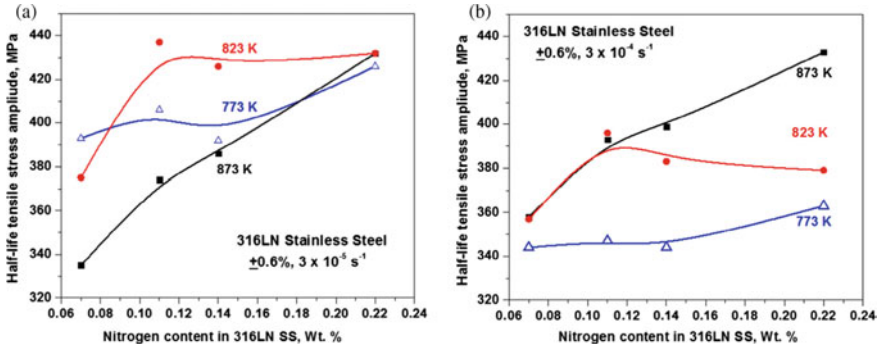 (a)
Half-life tensile stress ampliude, MPa
440
420
400
380
360
340
320
823 K
773 K
873 K
316LN Stainless Steel
±0.6%, 3 x 10⁻⁵ s⁻¹
0.06 0.08 0.10 0.12 0.14 0.16 0.18 0.20 0.22 0.24
Nitrogen content in 316LN SS, Wt. %
(b)
Half-life tensile stress ampliude, MPa
440
420
400
380
360
340
320
316LN Stainless Steel
±0.6%, 3 x 10⁻⁴ s⁻¹
873 K
823 K
773 K
0.06 0.08 0.10 0.12 0.14 0.16 0.18 0.20 0.22 0.24
Nitrogen content in 316LN SS, Wt. %